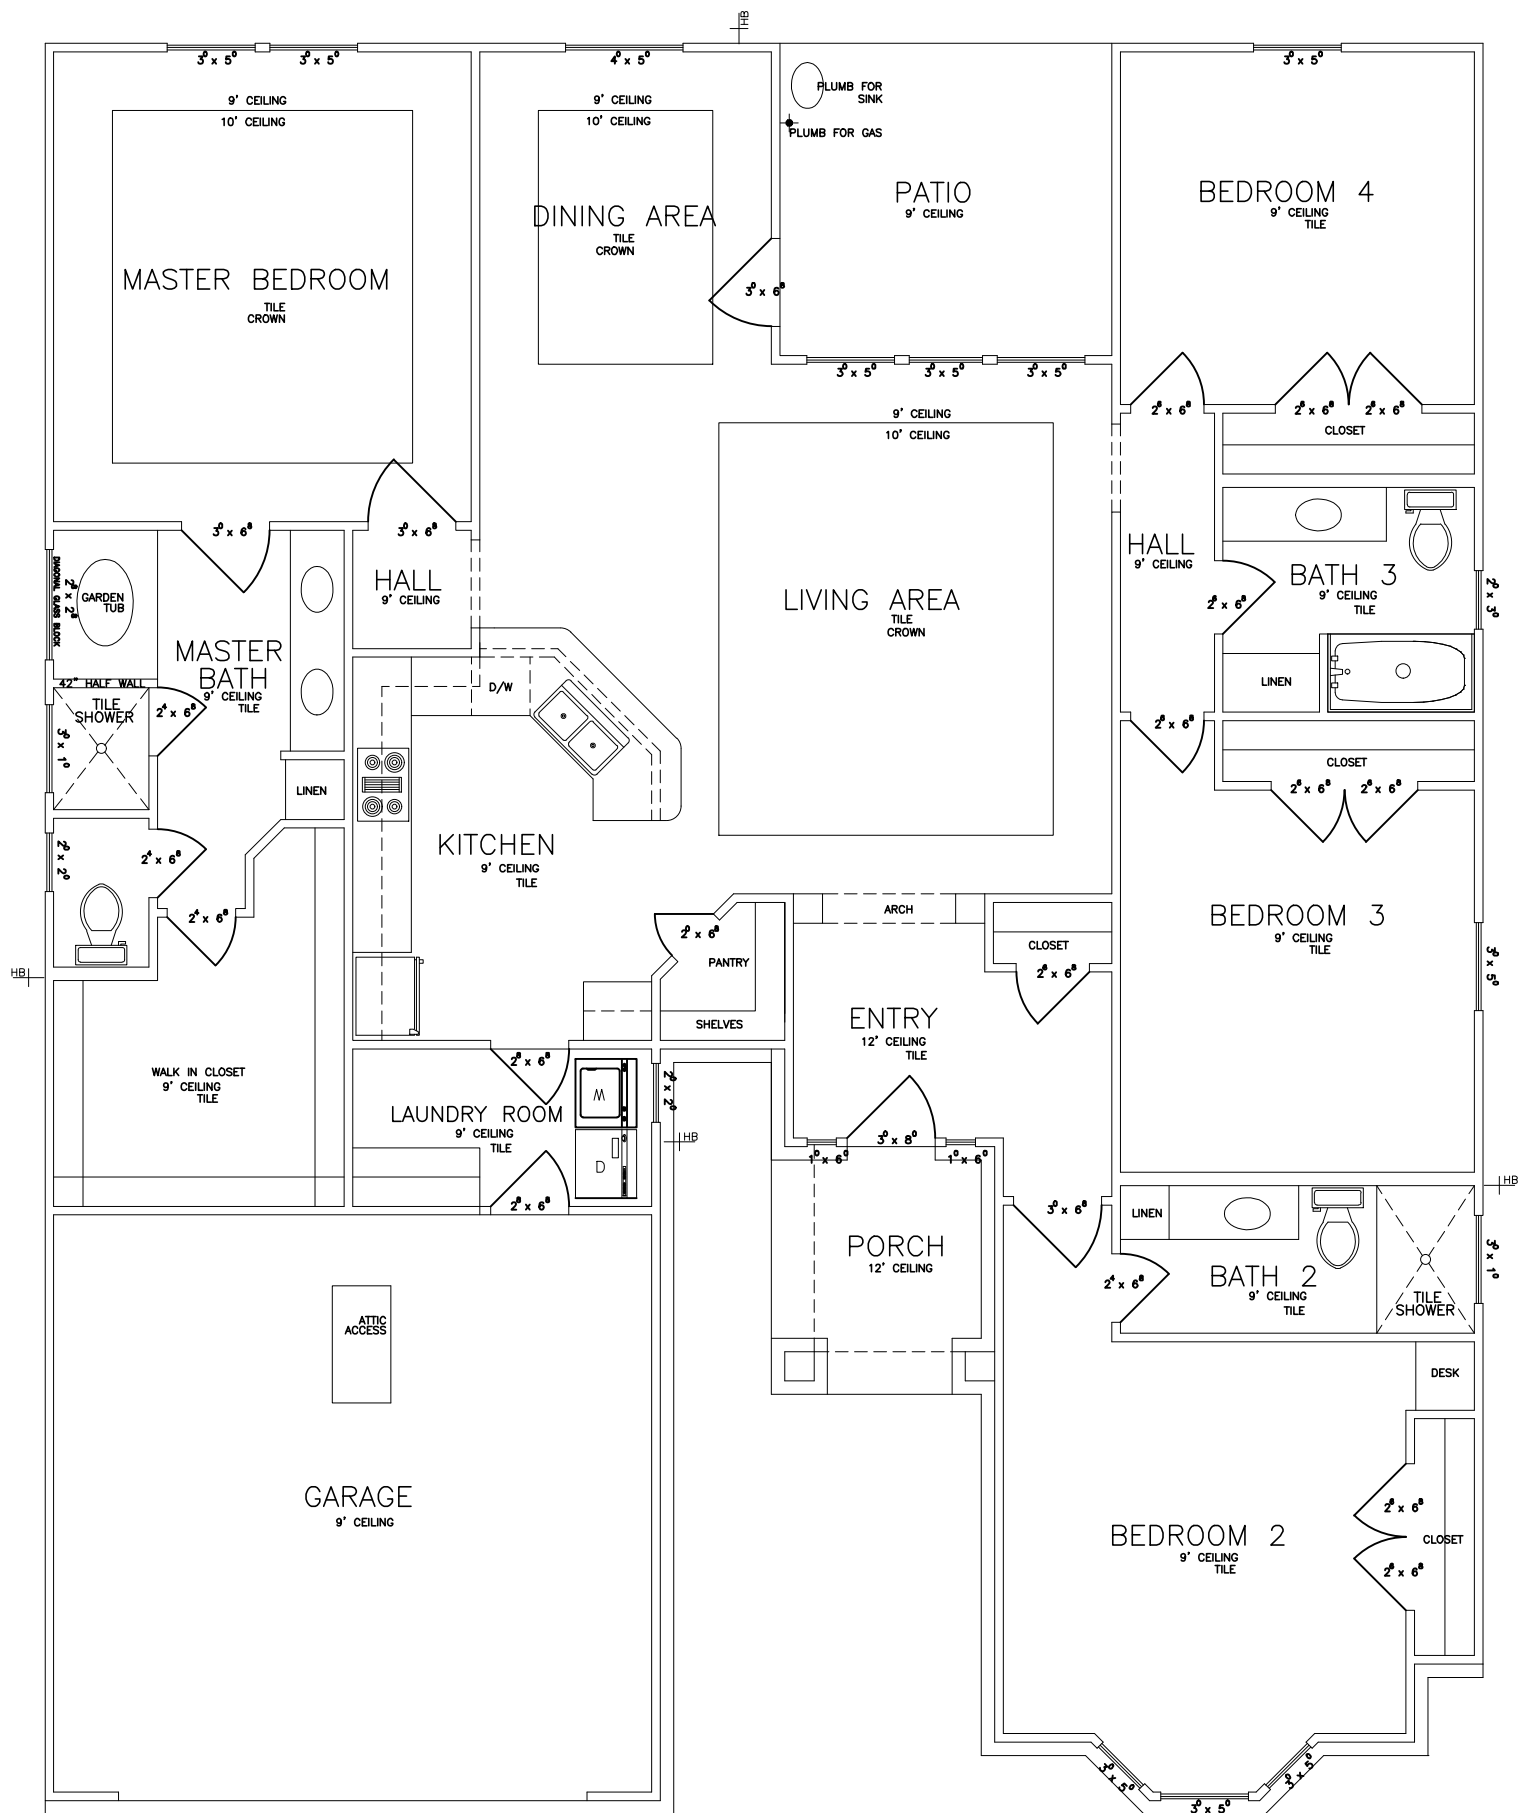 HB
3⁰ x 5⁰
3⁰ x 5⁰
4⁰ x 5⁰
3⁰ x 5⁰
9' CEILING
10' CEILING
MASTER BEDROOM
TILE
CROWN
9' CEILING
10' CEILING
DINING AREA
TILE
CROWN
3⁰ x 6⁸
PLUMB FOR
SINK
PLUMB FOR GAS
PATIO
9' CEILING
3⁰ x 5⁰
3⁰ x 5⁰
3⁰ x 5⁰
BEDROOM 4
9' CEILING
TILE
2⁶ x 6⁸
2⁶ x 6⁸
2⁶ x 6⁸
CLOSET
9' CEILING
10' CEILING
LIVING AREA
TILE
CROWN
3⁰ x 6⁸
3⁰ x 6⁸
HALL
9' CEILING
HALL
9' CEILING
BATH 3
9' CEILING
TILE
2⁶ x 6⁸
2⁰ x 3⁰
LINEN
DIAGONAL GLASS BLOCK
2⁸ x 2⁸
GARDEN
TUB
MASTER
BATH
9' CEILING
TILE
42" HALF WALL
TILE
SHOWER
2⁴ x 6⁸
3⁰ x 1⁰
LINEN
D/W
2⁶ x 6⁸
CLOSET
2⁶ x 6⁸
2⁶ x 6⁸
KITCHEN
9' CEILING
TILE
2⁰ x 2⁰
2⁴ x 6⁸
2⁴ x 6⁸
HB
2⁰ x 6⁸
PANTRY
SHELVES
ARCH
CLOSET
2⁶ x 6⁸
BEDROOM 3
9' CEILING
TILE
3⁰ x 5⁰
ENTRY
12' CEILING
TILE
WALK IN CLOSET
9' CEILING
TILE
2⁸ x 6⁸
W
2⁰ x 2⁰
LAUNDRY ROOM
9' CEILING
TILE
D
HB
2⁸ x 6⁸
3⁰ x 8⁰
1⁰ x 6⁰
1⁰ x 6⁰
HB
3⁰ x 6⁸
LINEN
PORCH
12' CEILING
2⁴ x 6⁸
BATH 2
9' CEILING
TILE
TILE
SHOWER
3⁰ x 1⁰
ATTIC
ACCESS
DESK
GARAGE
9' CEILING
BEDROOM 2
9' CEILING
TILE
2⁶ x 6⁸
CLOSET
2⁶ x 6⁸
3⁰ x 5⁰
3⁰ x 5⁰
3⁰ x 5⁰